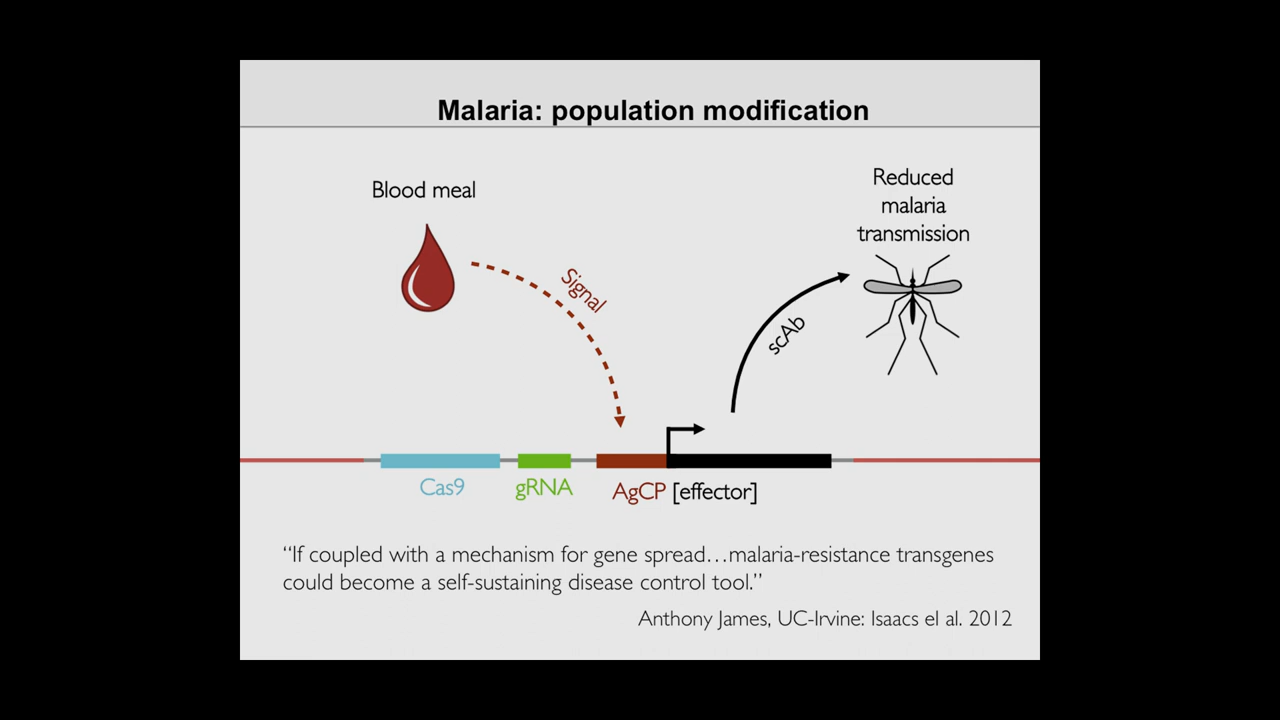 Malaria: population modification
Blood meal
Reduced
malaria
transmission
Signal
scAb
Cas9
gRNA
AgCP [effector]
“If coupled with a mechanism for gene spread…malaria-resistance transgenes
could become a self-sustaining disease control tool.”
Anthony James, UC-Irvine: Isaacs el al. 2012